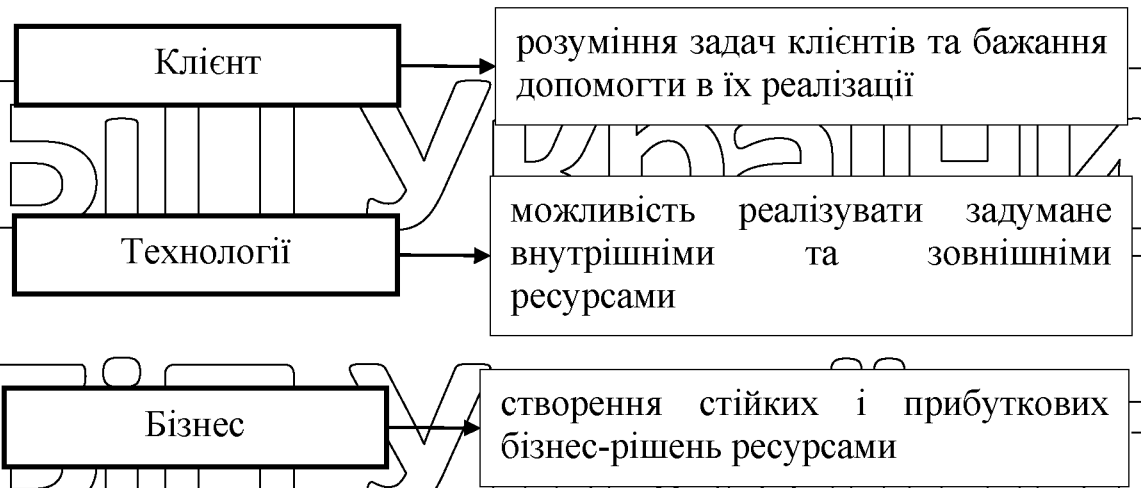 Клієнт
розуміння задач клієнтів та бажання
допомогти в їх реалізації
Технології
можливість реалізувати задумане
внутрішніми та зовнішніми
ресурсами
Бізнес
створення стійких і прибуткових
бізнес-рішень ресурсами